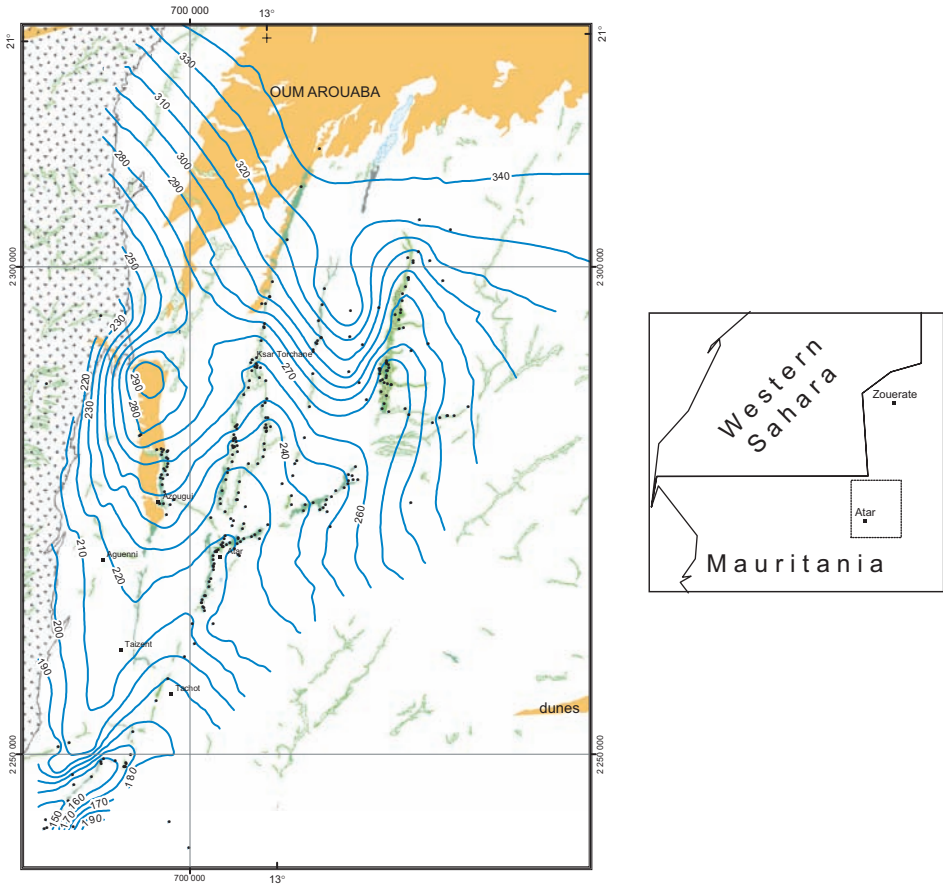 700 000
13°
21°
21°
330
OUM AROUABA
310
280
300
320
290
340
250
2 300 000
2 300 000
230
Ksar Torchane
270
220
290
230
280
240
Azougui
260
210
Aguenni
Atar
220
200
Taizent
190
Tachot
dunes
2 250 000
2 250 000
180
160
150
170
170
190
700 000
13°
Western
Sahara
Zouerate
Atar
Mauritania